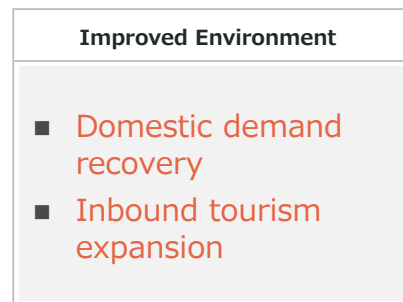 Improved Environment
■ Domestic demand
recovery
■ Inbound tourism
expansion